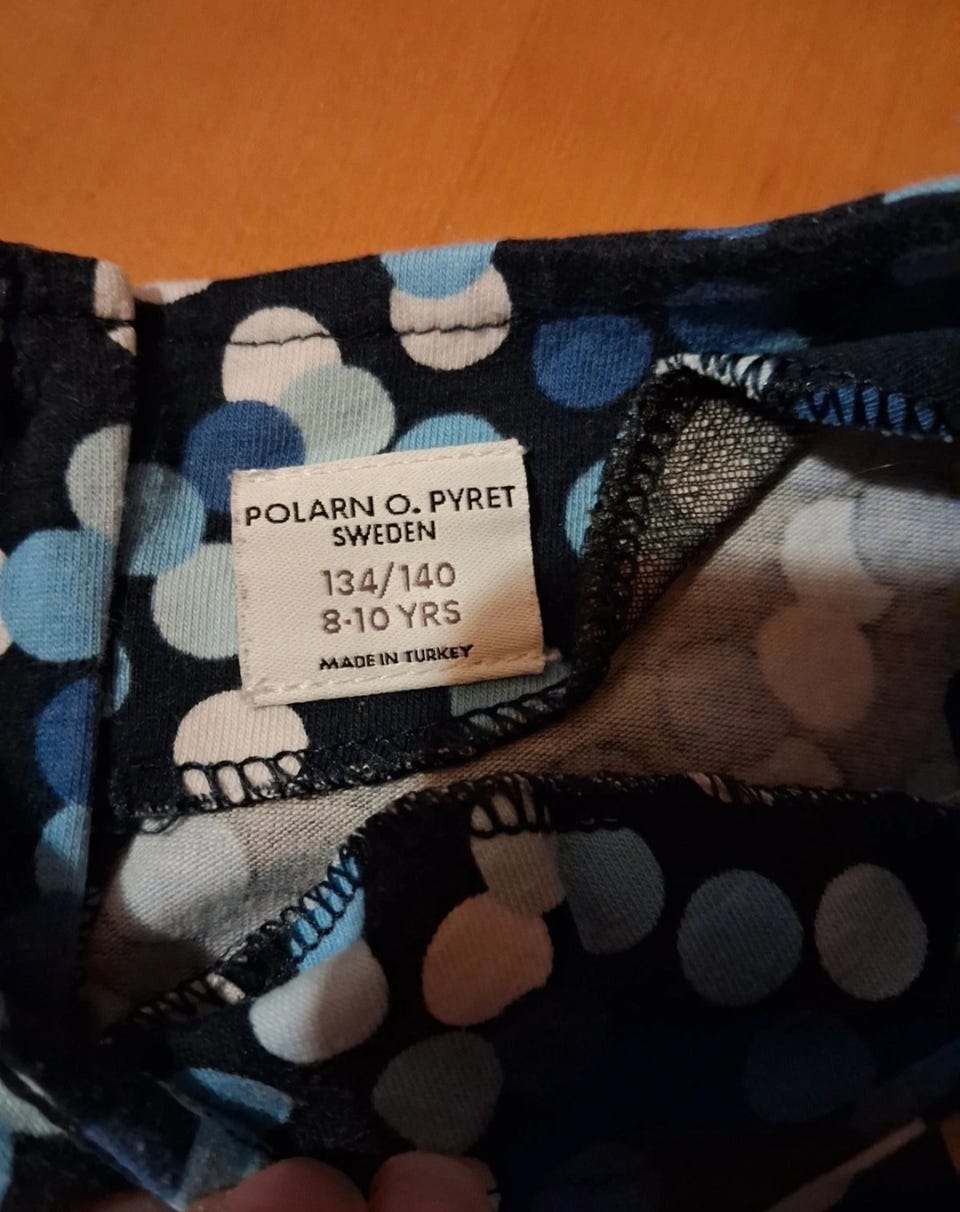 POLARN O. PYRET
SWEDEN
134/140
8-10 YRS
MADE IN TURKEY